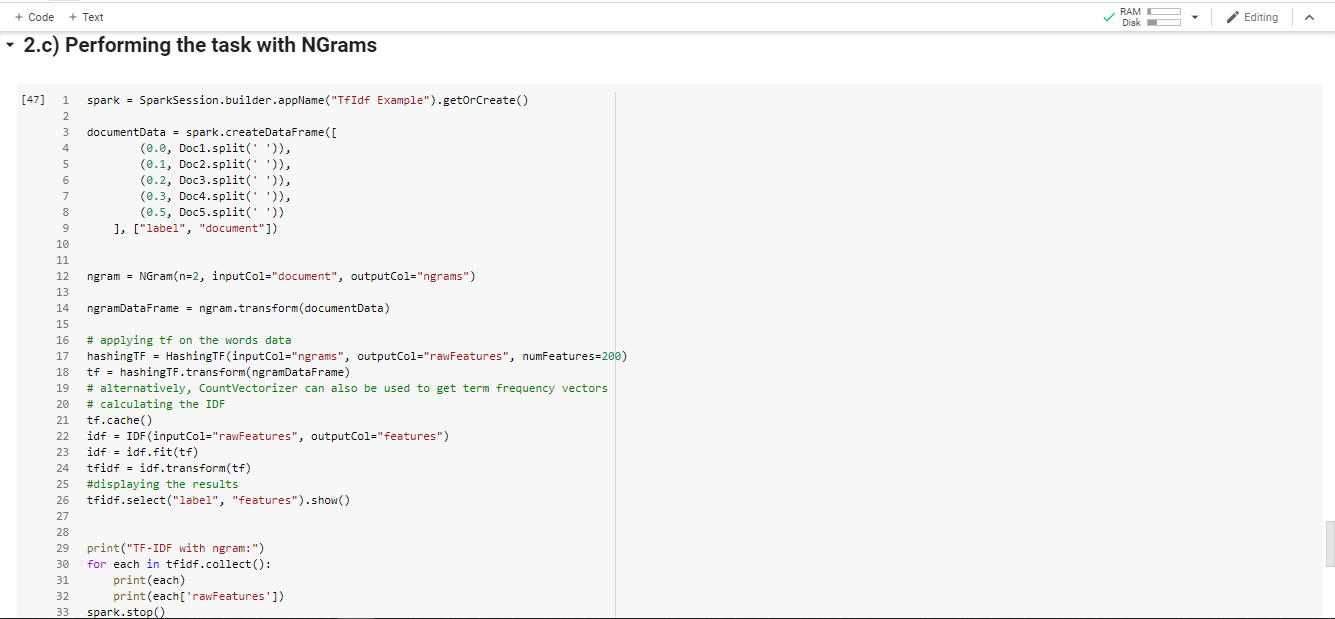 + Code + Text
RAM
Disk
Editing
2.c) Performing the task with NGrams
[47] 1 spark = SparkSession.builder.appName("TfIdf Example").getOrCreate()
2
3 documentData = spark.createDataFrame([
4         (0.0, Doc1.split(' ')),
5         (0.1, Doc2.split(' ')),
6         (0.2, Doc3.split(' ')),
7         (0.3, Doc4.split(' ')),
8         (0.5, Doc5.split(' '))
9     ], ["label", "document"])
10
11
12 ngram = NGram(n=2, inputCol="document", outputCol="ngrams")
13
14 ngramDataFrame = ngram.transform(documentData)
15
16 # applying tf on the words data
17 hashingTF = HashingTF(inputCol="ngrams", outputCol="rawFeatures", numFeatures=200)
18 tf = hashingTF.transform(ngramDataFrame)
19 # alternatively, CountVectorizer can also be used to get term frequency vectors
20 # calculating the IDF
21 tf.cache()
22 idf = IDF(inputCol="rawFeatures", outputCol="features")
23 idf = idf.fit(tf)
24 tfidf = idf.transform(tf)
25 #displaying the results
26 tfidf.select("label", "features").show()
27
28
29 print("TF-IDF with ngram:")
30 for each in tfidf.collect():
31     print(each)
32     print(each['rawFeatures'])
33 spark.stop()